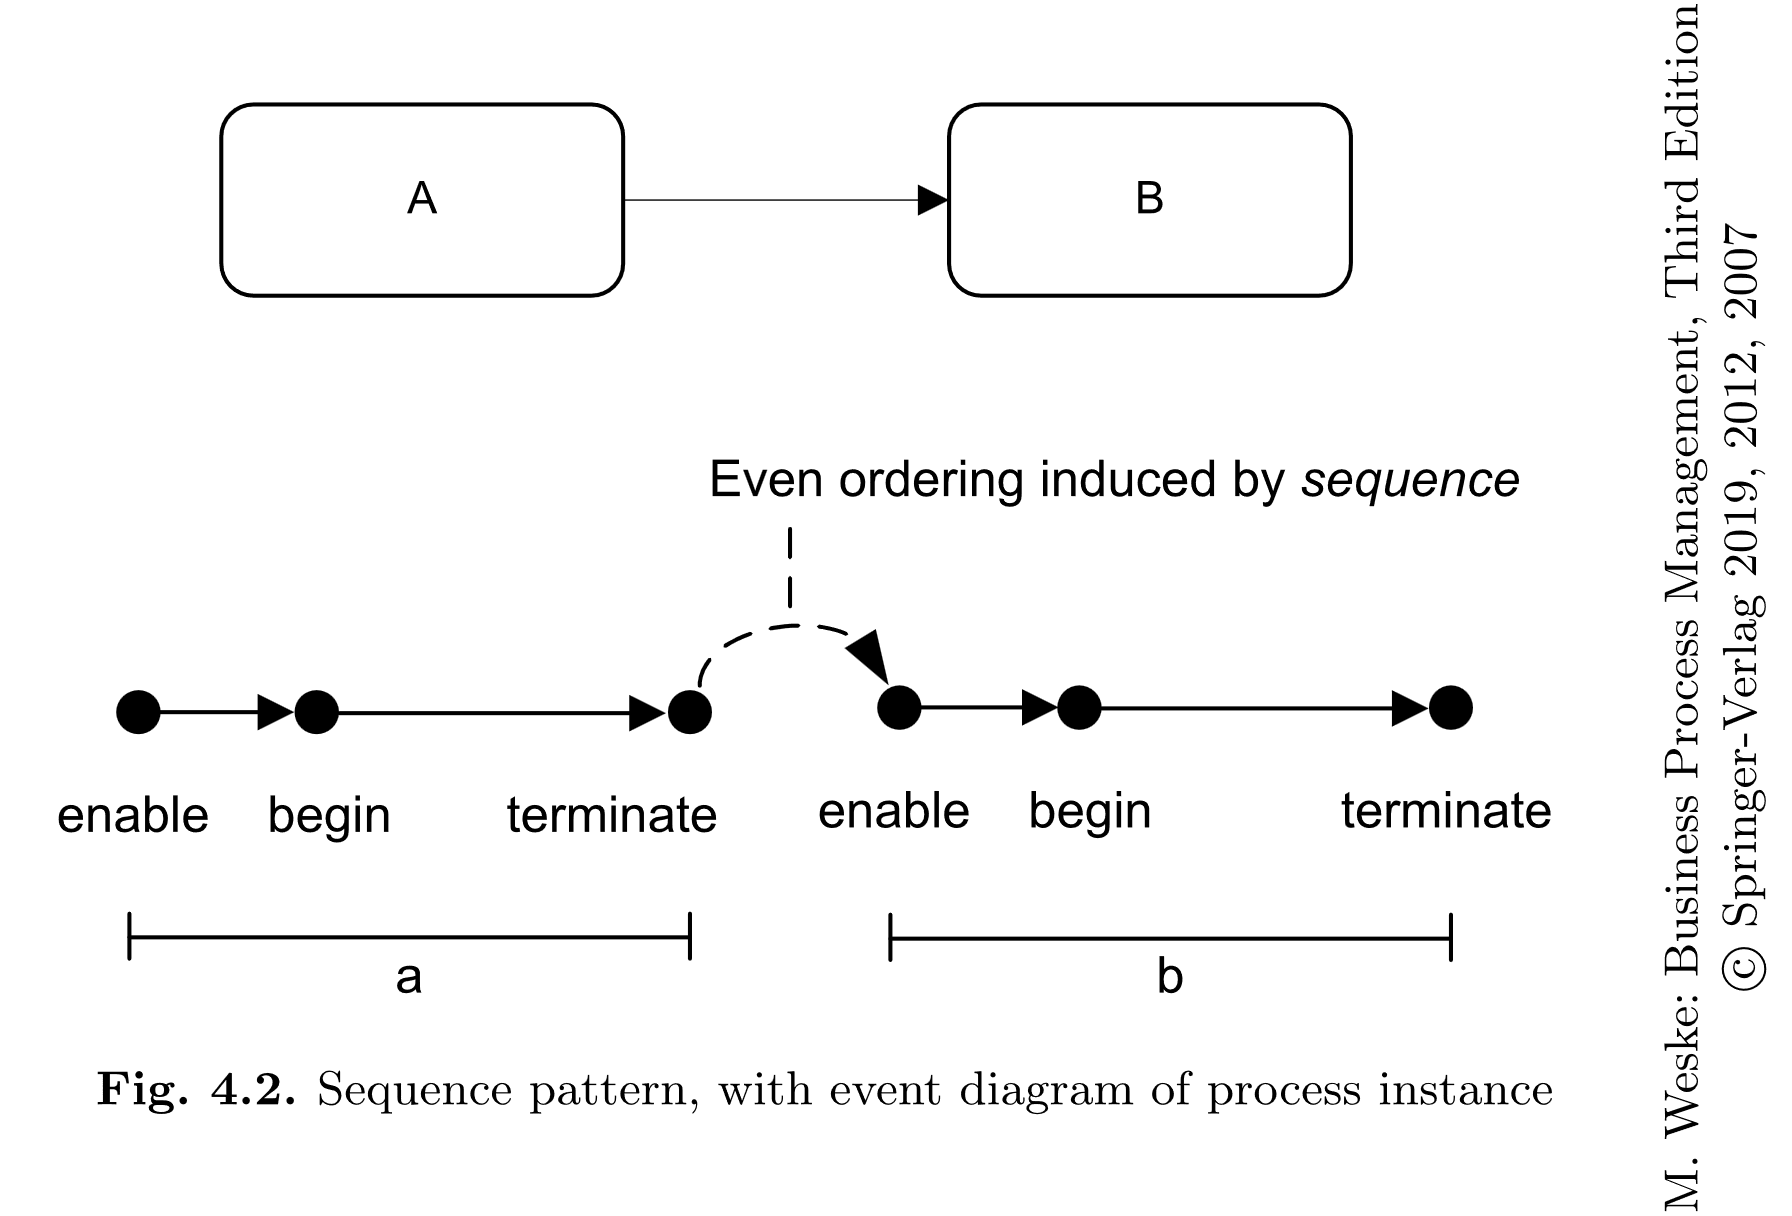 A
B
Even ordering induced by sequence
enable begin terminate enable begin terminate
a b
Fig. 4.2. Sequence pattern, with event diagram of process instance
M. Weske: Business Process Management, Third Edition
© Springer-Verlag 2019, 2012, 2007